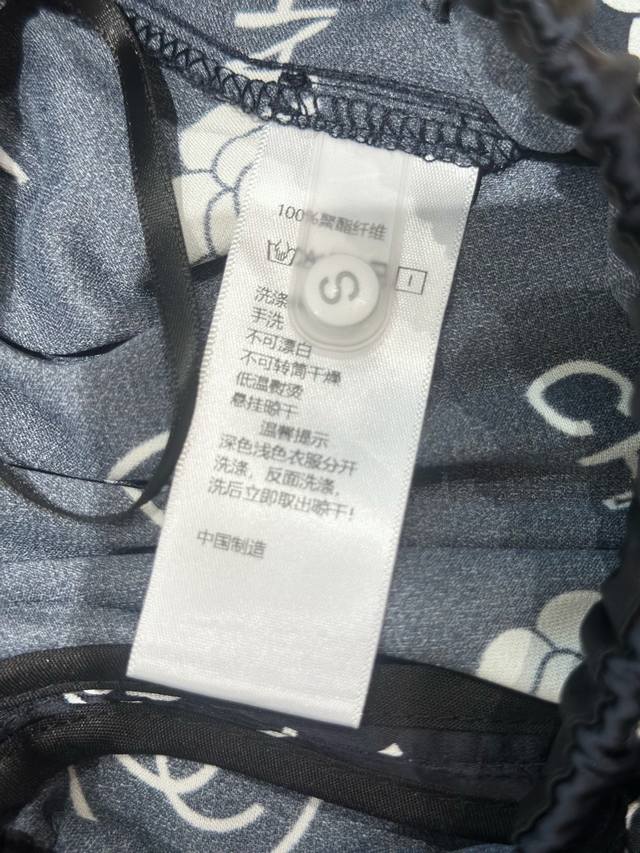 100%聚酯纤维
S
洗涤
手洗
不可漂白
不可转筒干燥
低温熨烫
悬挂晾干
温馨提示
深色浅色衣服分开
洗涤，反面洗涤，
洗后立即取出晾干!
中国制造